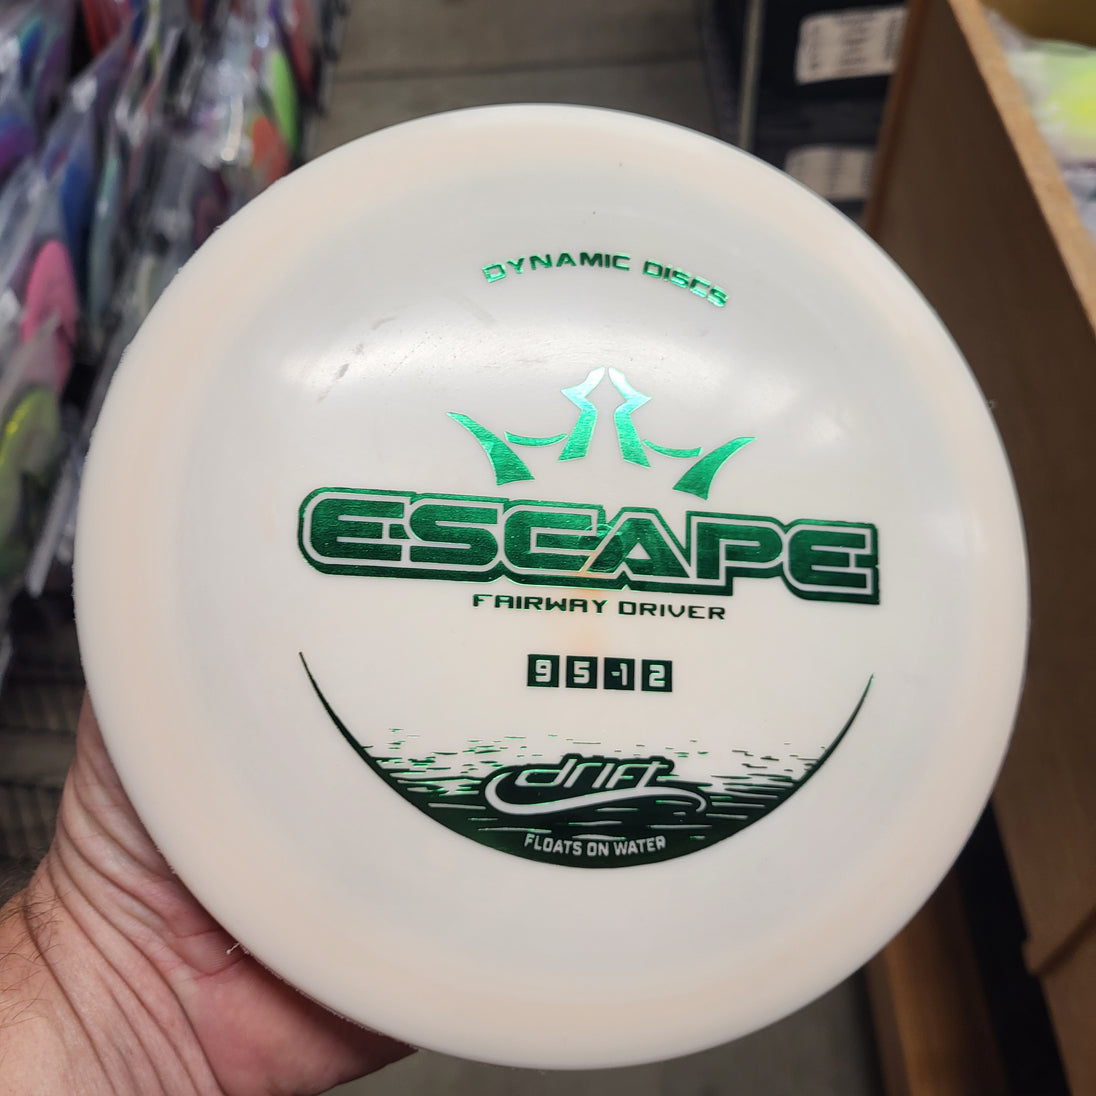 DYNAMIC DISCS
ESCAPE
FAIRWAY DRIVER
9 5 -1 2
drift
FLOATS ON WATER